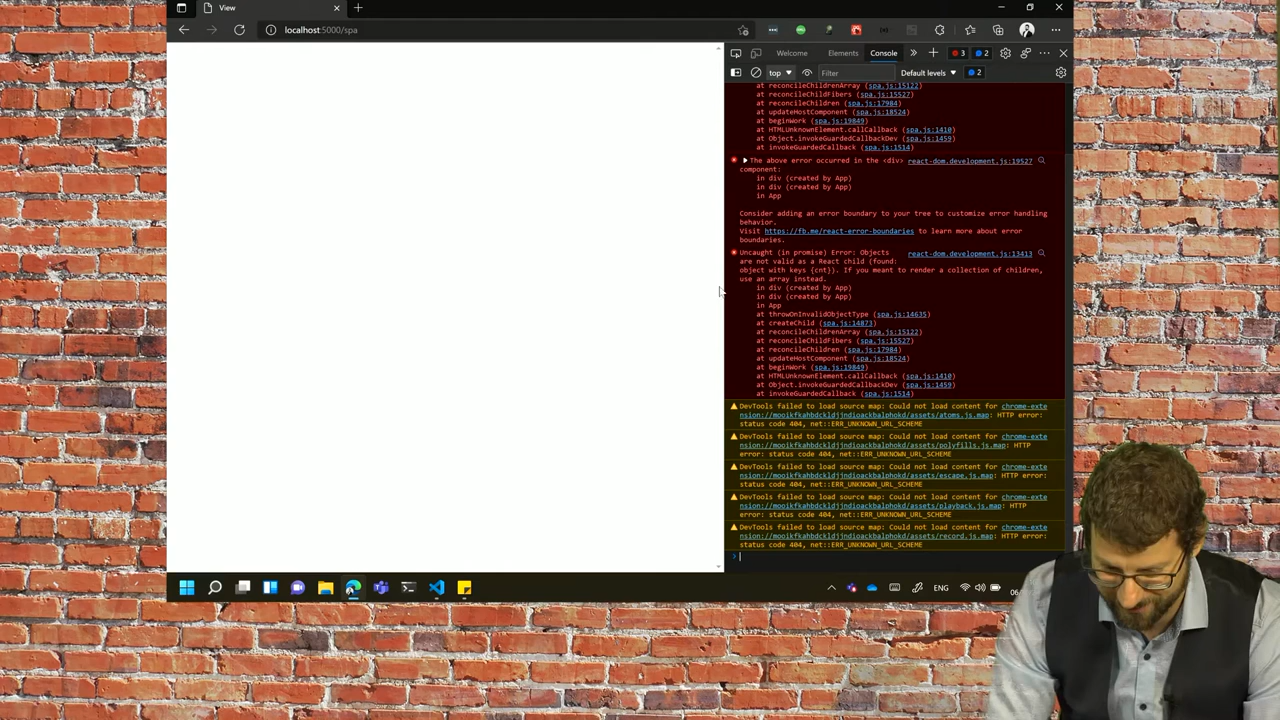 View
localhost:5000/spa
Welcome
Elements
Console
3
2
top
Filter
Default levels
2
at reconcileChildrenArray (spa.js:15122)
at reconcileChildFibers (spa.js:15527)
at reconcileChildren (spa.js:17984)
at updateHostComponent (spa.js:18524)
at beginWork (spa.js:19849)
at HTMLUnknownElement.callCallback (spa.js:1410)
at Object.invokeGuardedCallbackDev (spa.js:1459)
at invokeGuardedCallback (spa.js:1514)
The above error occurred in the <div> react-dom.development.js:19527
component:
in div (created by App)
in div (created by App)
in App
Consider adding an error boundary to your tree to customize error handling
behavior.
Visit https://fb.me/react-error-boundaries to learn more about error
boundaries.
Uncaught (in promise) Error: Objects react-dom.development.js:13413
are not valid as a React child (found:
object with keys {cnt}). If you meant to render a collection of children,
use an array instead.
in div (created by App)
in div (created by App)
in App
at throwOnInvalidObjectType (spa.js:14635)
at createChild (spa.js:14873)
at reconcileChildrenArray (spa.js:15122)
at reconcileChildFibers (spa.js:15527)
at reconcileChildren (spa.js:17984)
at updateHostComponent (spa.js:18524)
at beginWork (spa.js:19849)
at HTMLUnknownElement.callCallback (spa.js:1410)
at Object.invokeGuardedCallbackDev (spa.js:1459)
at invokeGuardedCallback (spa.js:1514)
DevTools failed to load source map: Could not load content for chrome-exte
nsion://mooikfkahbdckldjjndioackbalphokd/assets/atoms.js.map: HTTP error:
status code 404, net::ERR_UNKNOWN_URL_SCHEME
DevTools failed to load source map: Could not load content for chrome-exte
nsion://mooikfkahbdckldjjndioackbalphokd/assets/polyfills.js.map: HTTP
error: status code 404, net::ERR_UNKNOWN_URL_SCHEME
DevTools failed to load source map: Could not load content for chrome-exte
nsion://mooikfkahbdckldjjndioackbalphokd/assets/escape.js.map: HTTP error:
status code 404, net::ERR_UNKNOWN_URL_SCHEME
DevTools failed to load source map: Could not load content for chrome-exte
nsion://mooikfkahbdckldjjndioackbalphokd/assets/playback.js.map: HTTP
error: status code 404, net::ERR_UNKNOWN_URL_SCHEME
DevTools failed to load source map: Could not load content for chrome-exte
nsion://mooikfkahbdckldjjndioackbalphokd/assets/record.js.map: HTTP error:
status code 404, net::ERR_UNKNOWN_URL_SCHEME
ENG